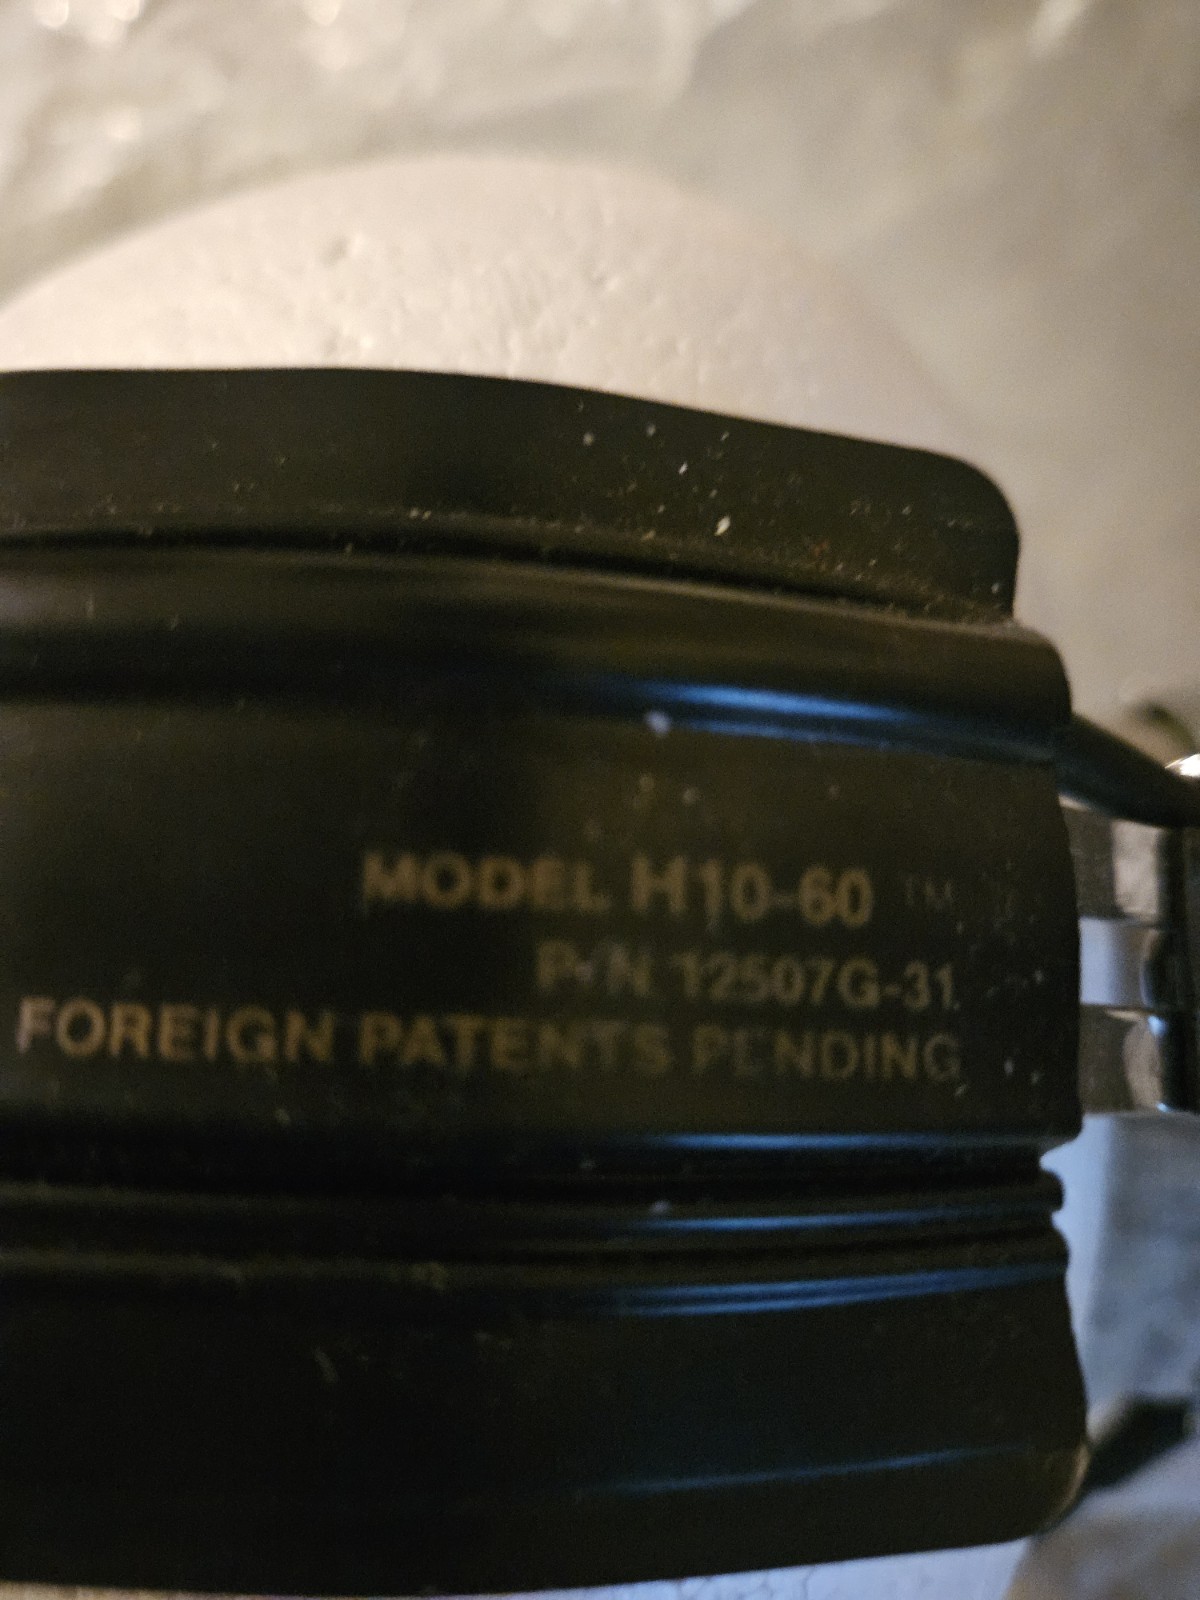 MODEL H10-60 TM
P/N 12507G-31
FOREIGN PATENTS PENDING